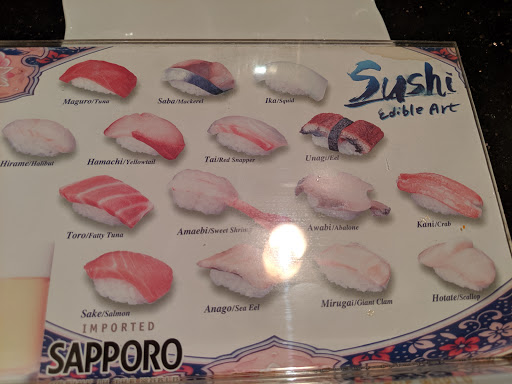 Sushi
Edible Art
Maguro/Tuna
Saba/Mackerel
Ika/Squid
Hirame/Halibut
Hamachi/Yellowtail
Tai/Red Snapper
Unagi/Eel
Toro/Fatty Tuna
Amaebi/Sweet Shrimp
Awabi/Abalone
Kani/Crab
Sake/Salmon
Anago/Sea Eel
Mirugai/Giant Clam
Hotate/Scallop
IMPORTED
SAPPORO